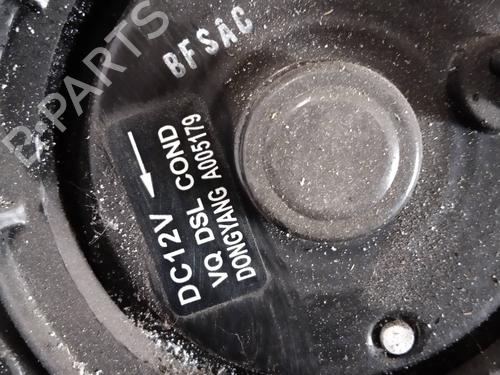 BFSAC
DC12V ←
VQ DSL COND
DONGYANG A005179
B-PARTS